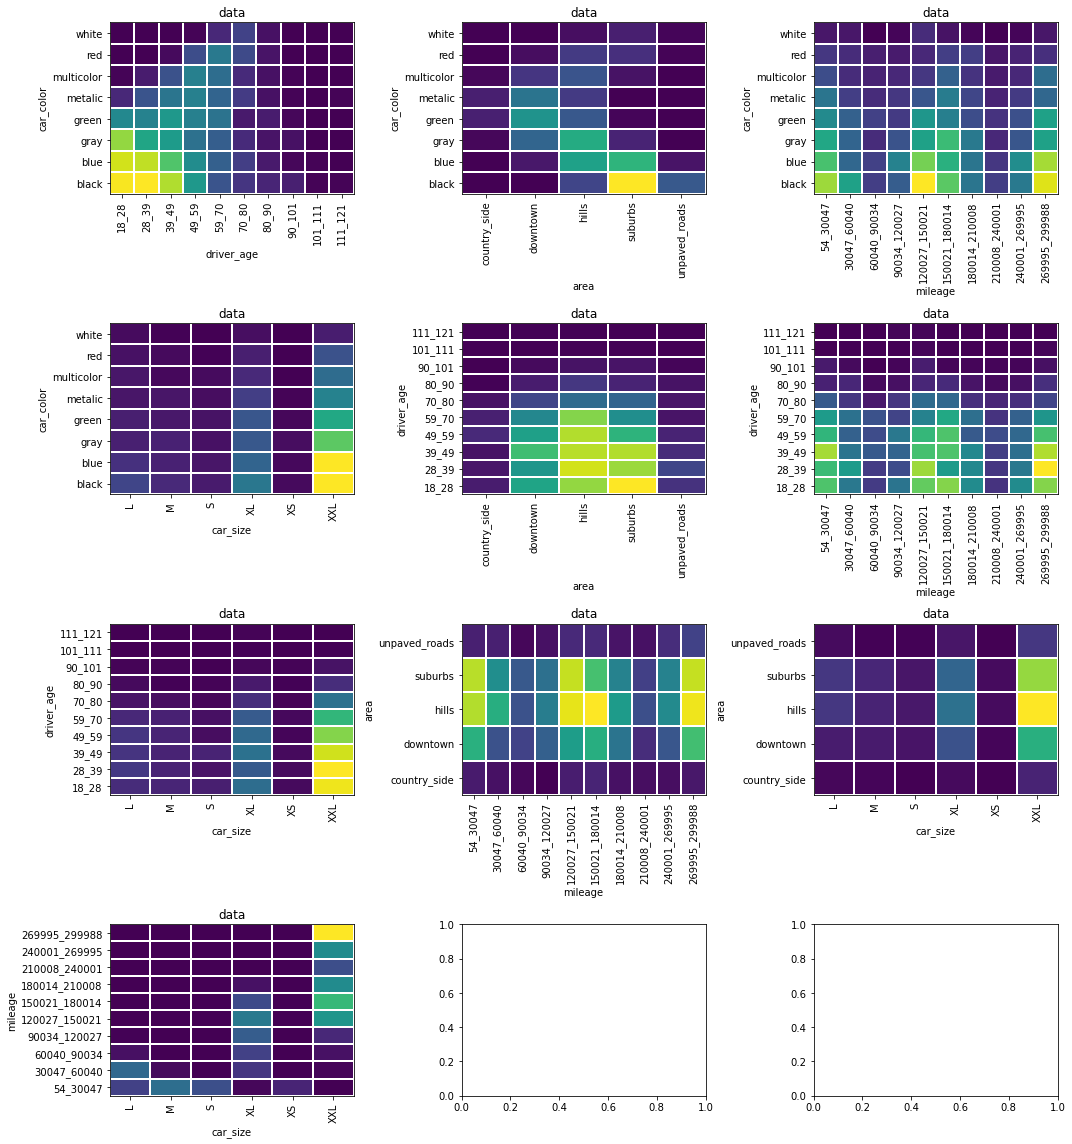 data
white
red
multicolor
metalic
green
gray
blue
black
car_color
18_28
28_39
39_49
49_59
59_70
70_80
80_90
90_101
101_111
111_121
driver_age
data
white
red
multicolor
metalic
green
gray
blue
black
car_color
country_side
downtown
hills
suburbs
unpaved_roads
area
data
white
red
multicolor
metalic
green
gray
blue
black
car_color
54_30047
30047_60040
60040_90034
90034_120027
120027_150021
150021_180014
180014_210008
210008_240001
240001_269995
269995_299988
mileage
data
white
red
multicolor
metalic
green
gray
blue
black
car_color
L
M
S
XL
XS
XXL
car_size
data
111_121
101_111
90_101
80_90
70_80
59_70
49_59
39_49
28_39
18_28
driver_age
country_side
downtown
hills
suburbs
unpaved_roads
area
data
111_121
101_111
90_101
80_90
70_80
59_70
49_59
39_49
28_39
18_28
driver_age
54_30047
30047_60040
60040_90034
90034_120027
120027_150021
150021_180014
180014_210008
210008_240001
240001_269995
269995_299988
mileage
data
111_121
101_111
90_101
80_90
70_80
59_70
49_59
39_49
28_39
18_28
driver_age
L
M
S
XL
XS
XXL
car_size
data
unpaved_roads
suburbs
hills
downtown
country_side
area
54_30047
30047_60040
60040_90034
90034_120027
120027_150021
150021_180014
180014_210008
210008_240001
240001_269995
269995_299988
mileage
data
unpaved_roads
suburbs
hills
downtown
country_side
area
L
M
S
XL
XS
XXL
car_size
data
269995_299988
240001_269995
210008_240001
180014_210008
150021_180014
120027_150021
90034_120027
60040_90034
30047_60040
54_30047
mileage
L
M
S
XL
XS
XXL
car_size
1.0
0.8
0.6
0.4
0.2
0.0
0.0 0.2 0.4 0.6 0.8 1.0
1.0
0.8
0.6
0.4
0.2
0.0
0.0 0.2 0.4 0.6 0.8 1.0